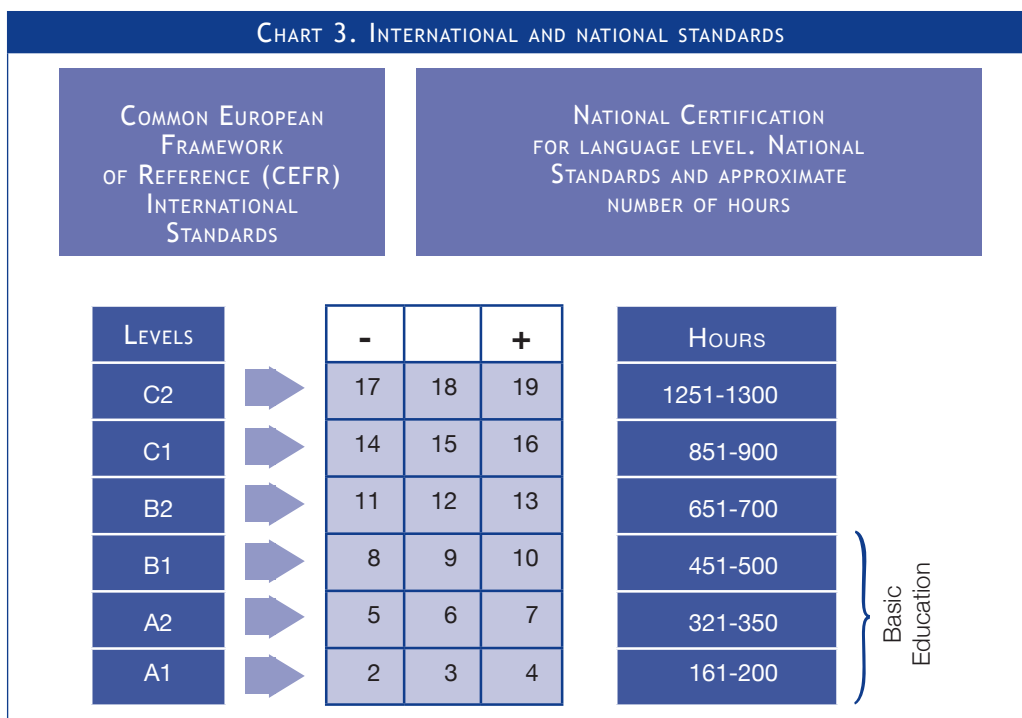 Chart 3. International and national standards
Common European
Framework
of Reference (CEFR)
International
Standards
National Certification
for language level. National
Standards and approximate
number of hours
Levels - + Hours
C2 17 18 19 1251-1300
C1 14 15 16 851-900
B2 11 12 13 651-700
B1 8 9 10 451-500
A2 5 6 7 321-350
A1 2 3 4 161-200
Basic
Education